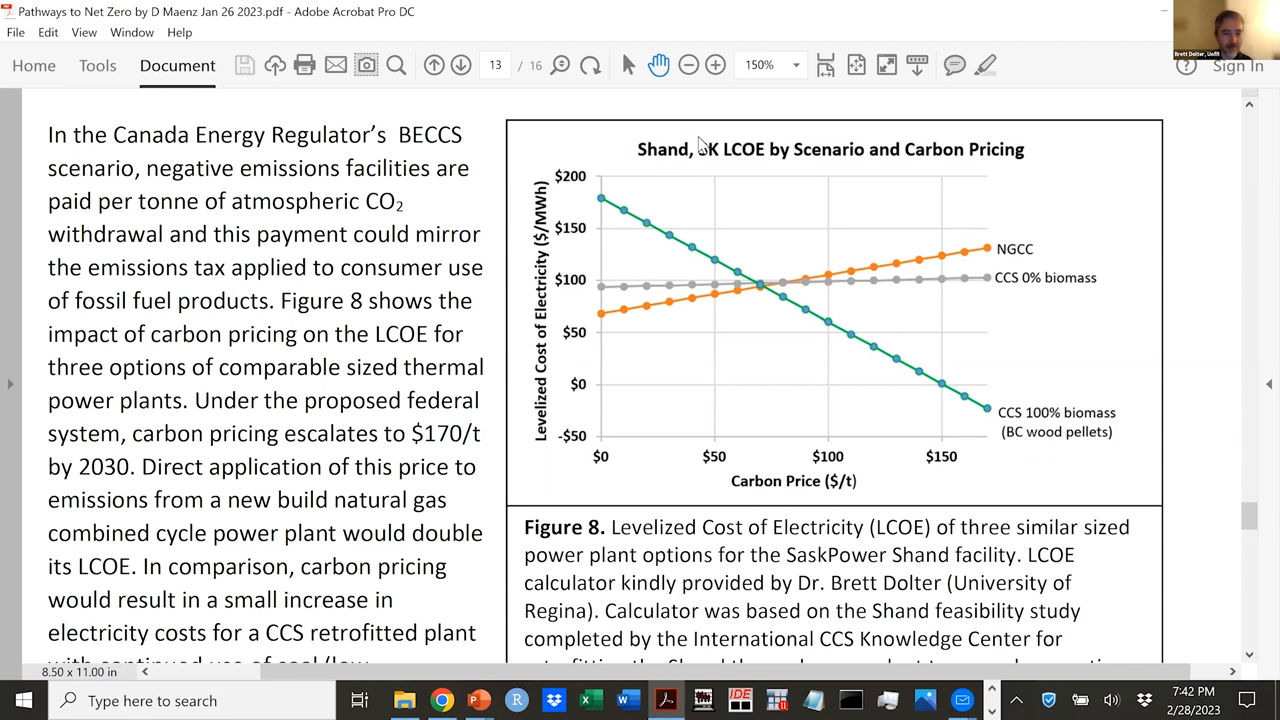 Pathways to Net Zero by D Maenz Jan 26 2023.pdf - Adobe Acrobat Pro DC
File Edit View Window Help
Home Tools Document 13 / 16 150% Sign In
Brett Dolter, UofR
In the Canada Energy Regulator's BECCS
scenario, negative emissions facilities are
paid per tonne of atmospheric CO₂
withdrawal and this payment could mirror
the emissions tax applied to consumer use
of fossil fuel products. Figure 8 shows the
impact of carbon pricing on the LCOE for
three options of comparable sized thermal
power plants. Under the proposed federal
system, carbon pricing escalates to $170/t
by 2030. Direct application of this price to
emissions from a new build natural gas
combined cycle power plant would double
its LCOE. In comparison, carbon pricing
would result in a small increase in
electricity costs for a CCS retrofitted plant
with continued use of coal (low
Shand, SK LCOE by Scenario and Carbon Pricing
Levelized Cost of Electricity ($/MWh)
$200
$150
$100
$50
$0
-$50
NGCC
CCS 0% biomass
CCS 100% biomass
(BC wood pellets)
$0 $50 $100 $150
Carbon Price ($/t)
Figure 8. Levelized Cost of Electricity (LCOE) of three similar sized
power plant options for the SaskPower Shand facility. LCOE
calculator kindly provided by Dr. Brett Dolter (University of
Regina). Calculator was based on the Shand feasibility study
completed by the International CCS Knowledge Center for
8.50 x 11.00 in
Type here to search
IDE
7:42 PM
2/28/2023